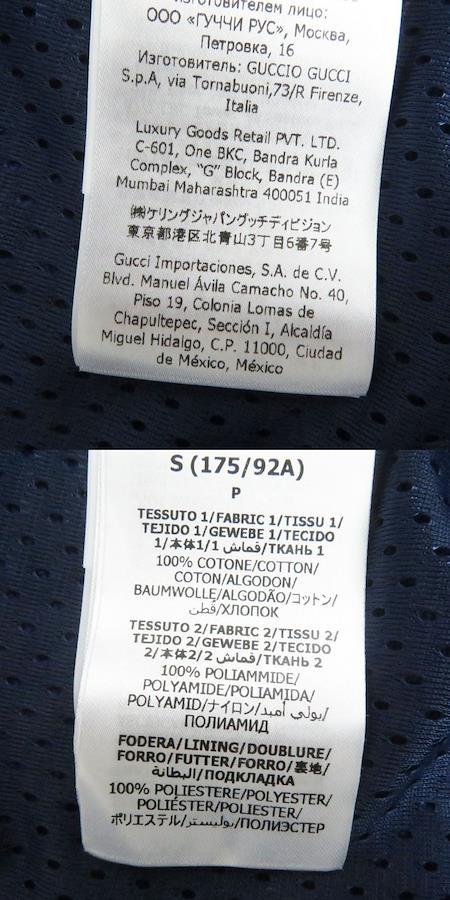 изготовителем лицо:
ООО «ГУЧЧИ РУС», Москва,
Петровка, 16
Изготовитель: GUCCIO GUCCI
S.p.A, via Tornabuoni,73/R Firenze,
Italia
Luxury Goods Retail PVT. LTD.
C-601, One BKC, Bandra Kurla
Complex, "G" Block, Bandra (E)
Mumbai Maharashtra 400051 India
㈱ケリングジャパングッチディビジョン
東京都港区北青山3丁目6番7号
Gucci Importaciones, S.A. de C.V.
Blvd. Manuel Ávila Camacho No. 40,
Piso 19, Colonia Lomas de
Chapultepec, Sección I, Alcaldía
Miguel Hidalgo, C.P. 11000, Ciudad
de México, México
S (175/92A)
P
TESSUTO 1/FABRIC 1/TISSU 1/
TEJIDO 1/GEWEBE 1/TECIDO
1/本体1/قماش 1/ТКАНЬ 1
100% COTONE/COTTON/
COTON/ALGODON/
BAUMWOLLE/ALGODÃO/コットン/
قطن/ХЛОПОК
TESSUTO 2/FABRIC 2/TISSU 2/
TEJIDO 2/GEWEBE 2/TECIDO
2/本体2/قماش 2/ТКАНЬ 2
100% POLIAMMIDE/
POLYAMIDE/POLIAMIDA/
POLYAMID/ナイロン/بولي أميد/
ПОЛИАМИД
FODERA/LINING/DOUBLURE/
FORRO/FUTTER/FORRO/裏地/
البطانة/ПОДКЛАДКА
100% POLIESTERE/POLYESTER/
POLIÉSTER/POLIESTER/
ポリエステル/بوليستر/ПОЛИЭСТЕР